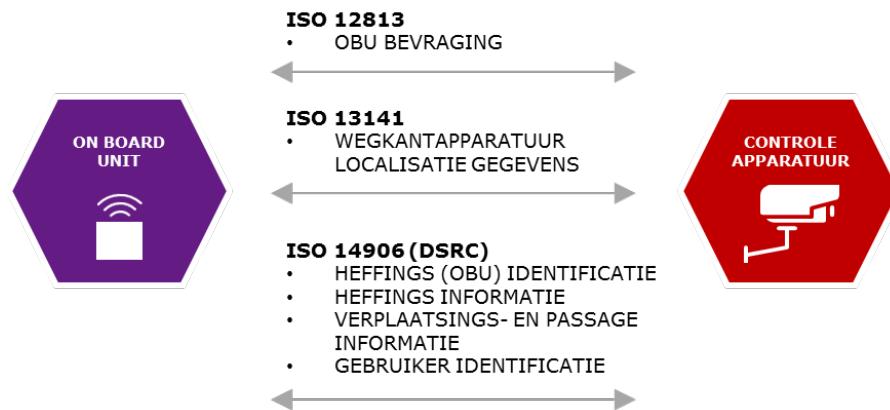 ISO 12813
• OBU BEVRAGING
ISO 13141
• WEGKANTAPPARATUUR
LOCALISATIE GEGEVENS
ON BOARD
UNIT
CONTROLE
APPARATUUR
ISO 14906 (DSRC)
• HEFFINGS (OBU) IDENTIFICATIE
• HEFFINGS INFORMATIE
• VERPLAATSINGS- EN PASSAGE
INFORMATIE
• GEBRUIKER IDENTIFICATIE